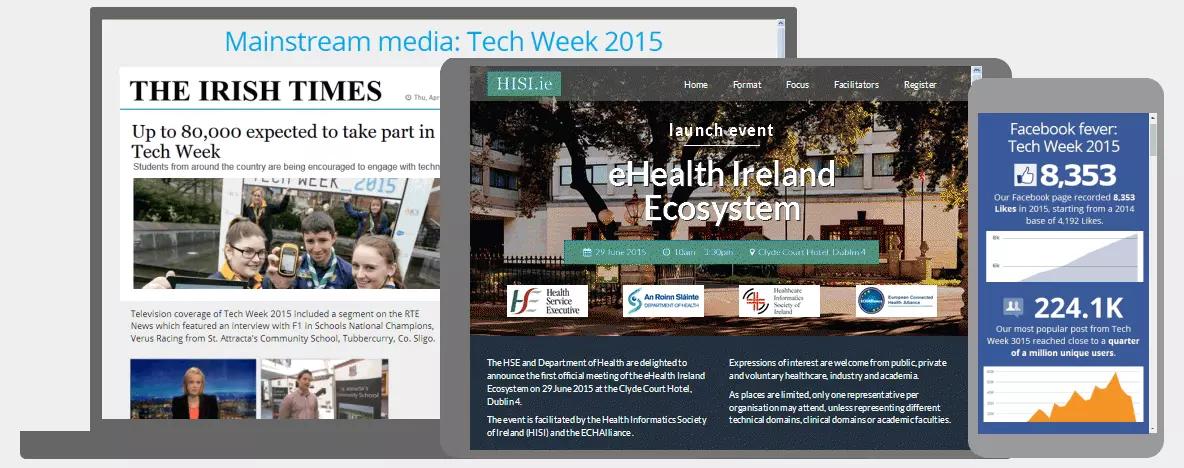 Mainstream media: Tech Week 2015
THE IRISH TIMES
Thu, Apr
Up to 80,000 expected to take part in
Tech Week
Students from around the country are being encouraged to engage with techn
TECH WEEK_2015
Television coverage of Tech Week 2015 included a segment on the RTE
News which featured an interview with F1 in Schools National Champions,
Verus Racing from St. Attracta's Community School, Tubbercurry, Co. Sligo.
HISI.ie
Home Format Focus Facilitators Register
launch event
eHealth Ireland
Ecosystem
29 June 2015 10am 3:30pm Clyde Court Hotel, Dublin 4
Health
Service
Executive
An Roinn Sláinte
DEPARTMENT OF HEALTH
Healthcare
Informatics
Society of
Ireland
European Connected
Health Alliance
The HSE and Department of Health are delighted to
announce the first official meeting of the eHealth Ireland
Ecosystem on 29 June 2015 at the Clyde Court Hotel,
Dublin 4.
The event is facilitated by the Health Informatics Society
of Ireland (HISI) and the ECHAlliance.
Expressions of interest are welcome from public, private
and voluntary healthcare, industry and academia.
As places are limited, only one representative per
organisation may attend, unless representing different
technical domains, clinical domains or academic faculties.
Facebook fever:
Tech Week 2015
8,353
Our Facebook page recorded 8,353
Likes in 2015, starting from a 2014
base of 4,192 Likes.
224.1K
Our most popular post from Tech
Week 3015 reached close to a quarter
of a million unique users.